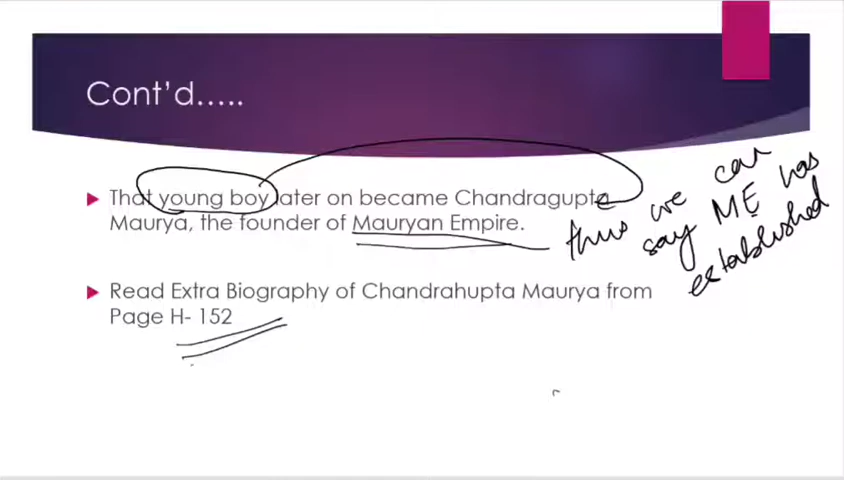 Cont'd.....
That young boy later on became Chandragupta
Maurya, the founder of Mauryan Empire.
thus we can
say ME has
established
Read Extra Biography of Chandrahupta Maurya from
Page H- 152